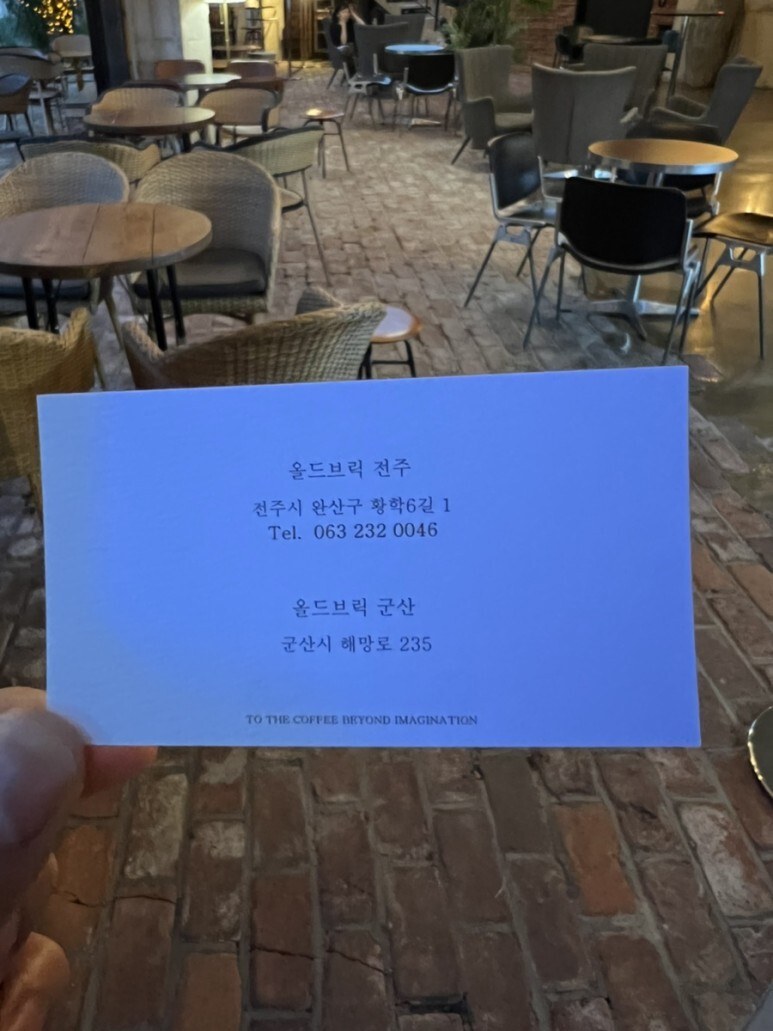 올드브릭 전주
전주시 완산구 황학6길 1
Tel. 063 232 0046
올드브릭 군산
군산시 해망로 235
TO THE COFFEE BEYOND IMAGINATION